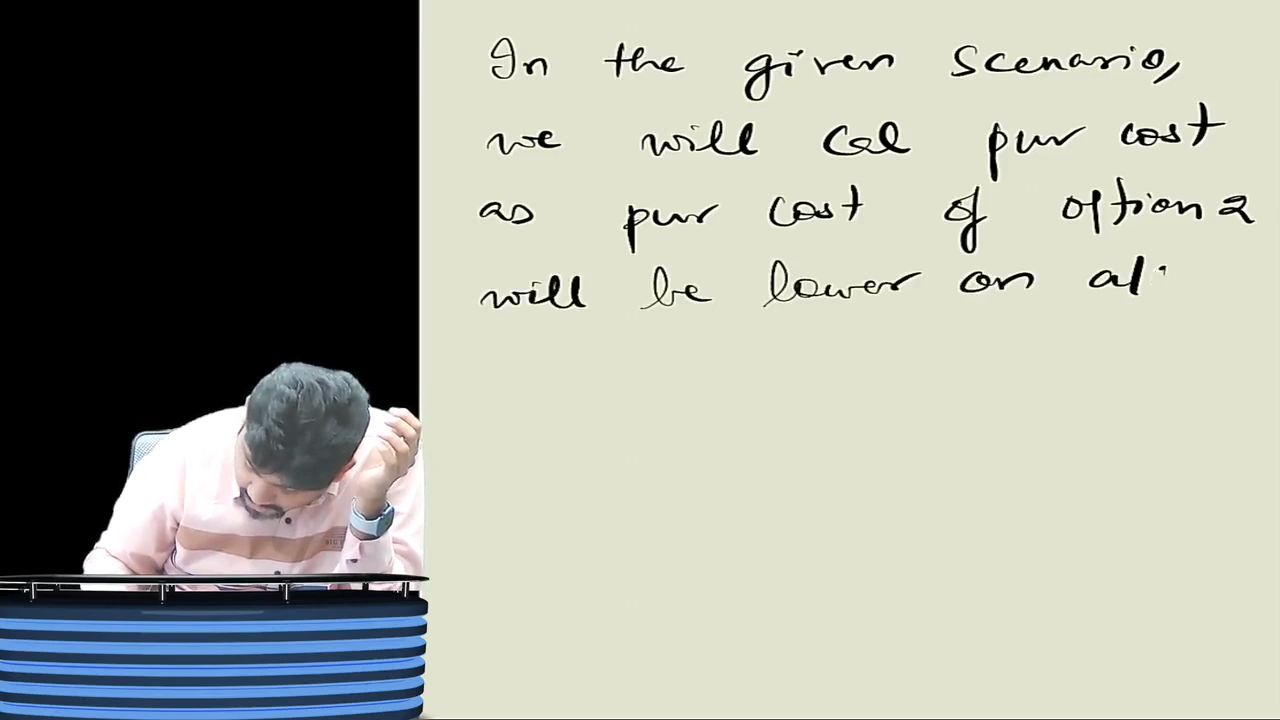 In the given scenario,
we will cal pur cost
as pur cost of option 2
will be lower on al